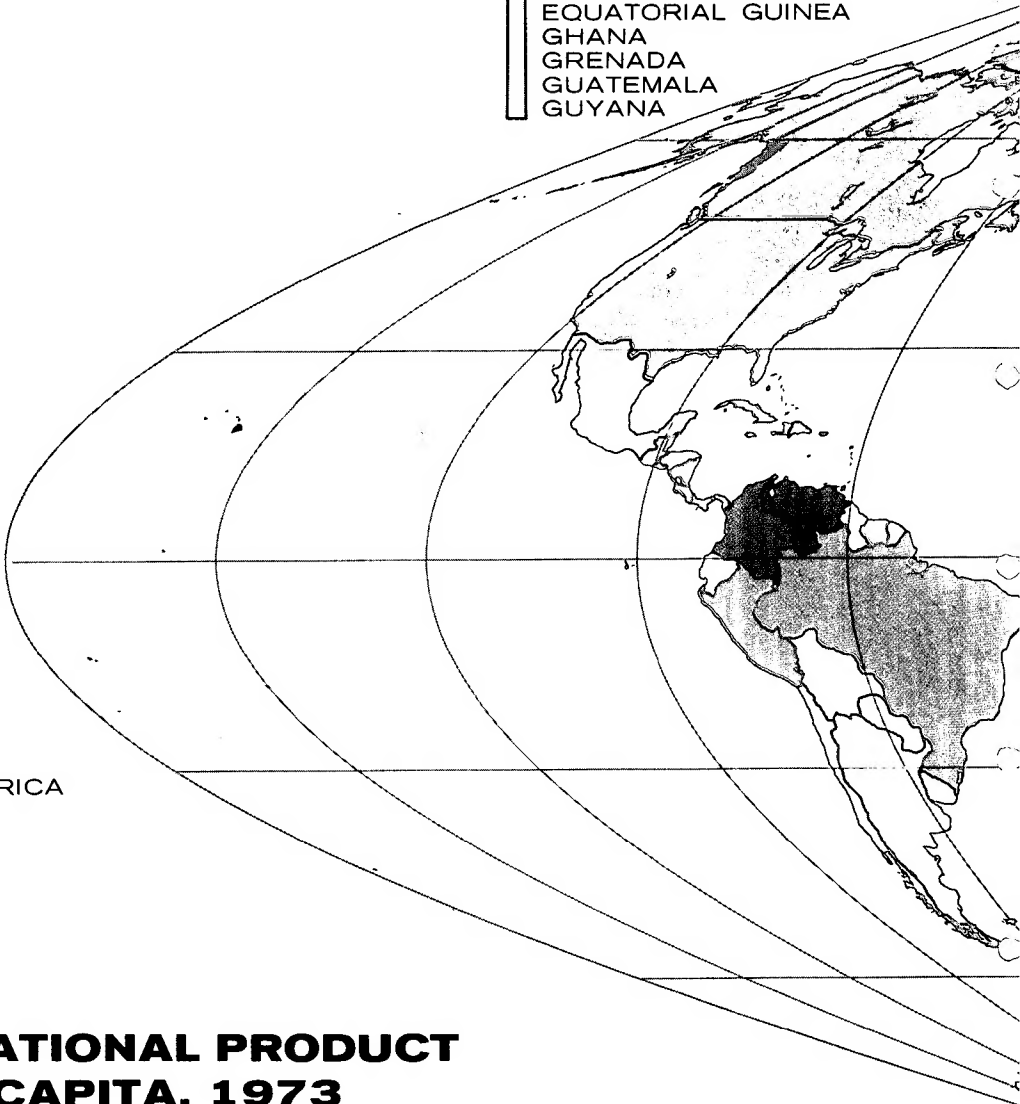 EQUATORIAL GUINEA
GHANA
GRENADA
GUATEMALA
GUYANA
RICA
ATIONAL PRODUCT
CAPITA, 1973